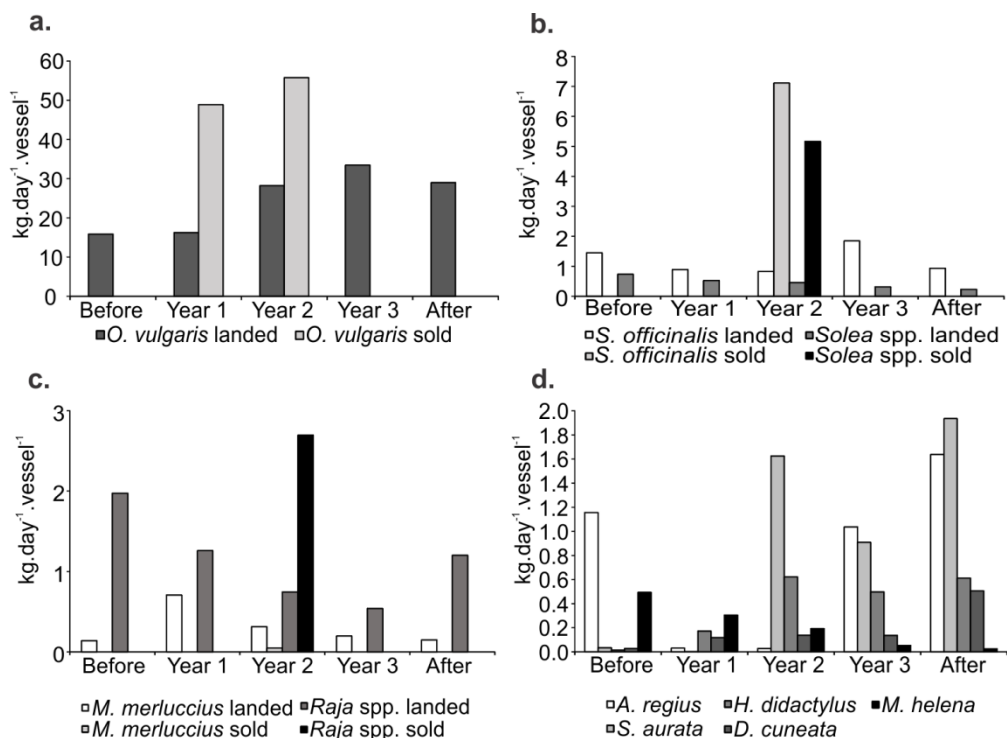 a.
60
50
40
30
20
10
0
kg.day⁻¹.vessel⁻¹
Before Year 1 Year 2 Year 3 After
O. vulgaris landed O. vulgaris sold
b.
8
7
6
5
4
3
2
1
0
kg.day⁻¹.vessel⁻¹
Before Year 1 Year 2 Year 3 After
S. officinalis landed Solea spp. landed
S. officinalis sold Solea spp. sold
c.
3
2
1
0
kg.day⁻¹.vessel⁻¹
Before Year 1 Year 2 Year 3 After
M. merluccius landed Raja spp. landed
M. merluccius sold Raja spp. sold
d.
2.0
1.8
1.6
1.4
1.2
1.0
0.8
0.6
0.4
0.2
0.0
kg.day⁻¹.vessel⁻¹
Before Year 1 Year 2 Year 3 After
A. regius H. didactylus M. helena
S. aurata D. cuneata